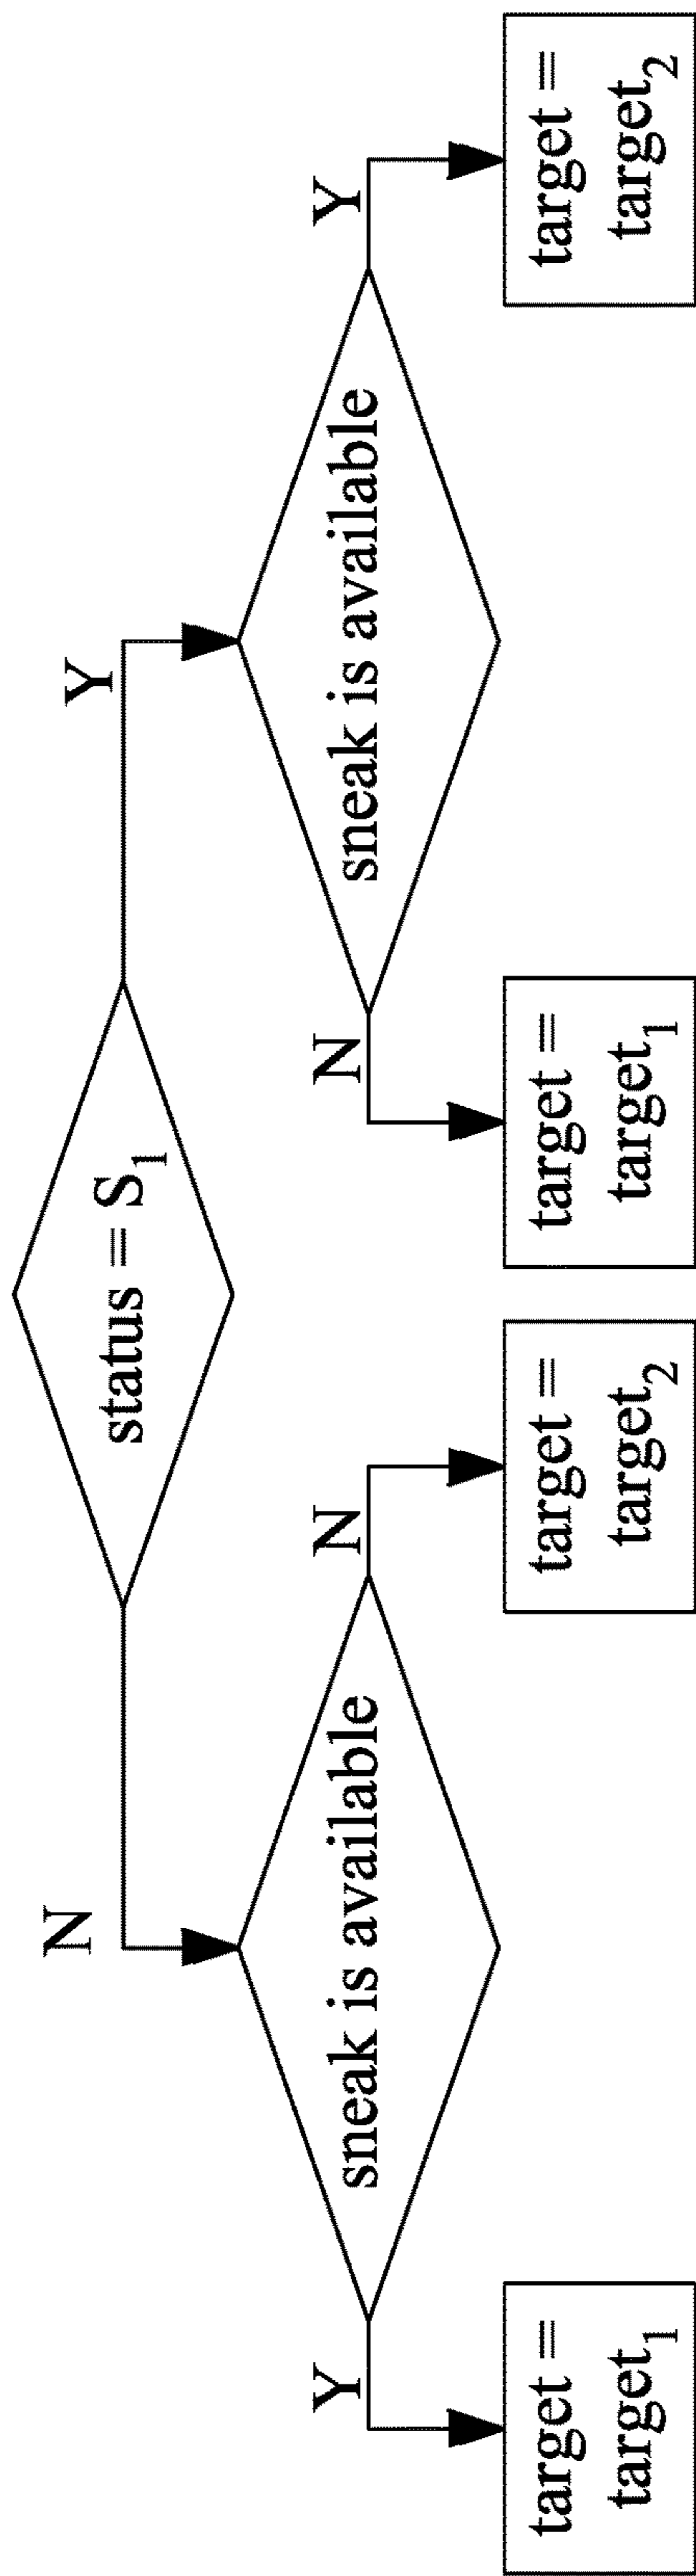 status = S₁
N
Y
sneak is available
sneak is available
Y
N
N
Y
target =
target₁
target =
target₂
target =
target₁
target =
target₂